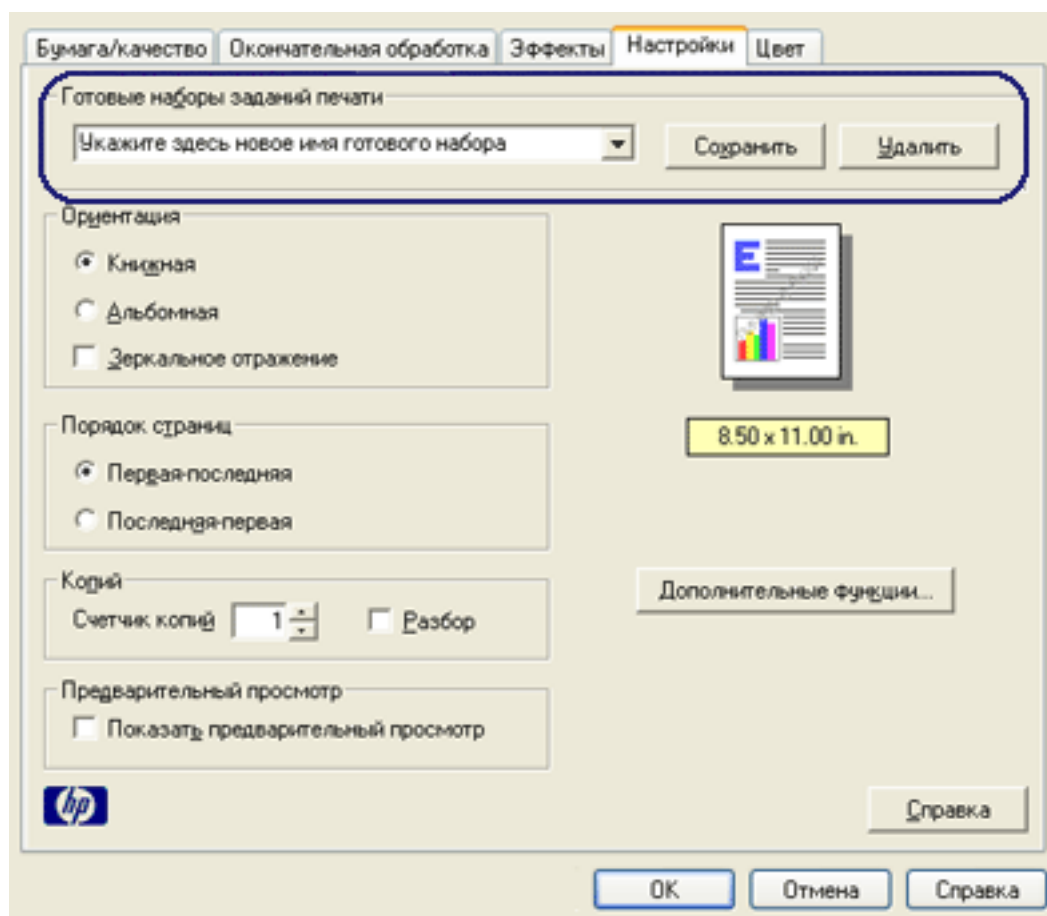 Бумага/качество Окончательная обработка Эффекты Настройки Цвет
Готовые наборы заданий печати
Укажите здесь новое имя готового набора Сохранить Удалить
Ориентация
Книжная
Альбомная
Зеркальное отражение
E
8.50 x 11.00 in.
Порядок страниц
Первая-последняя
Последняя-первая
Копий
Счетчик копий 1 Разбор
Дополнительные функции...
Предварительный просмотр
Показать предварительный просмотр
hp
Справка
OK Отмена Справка